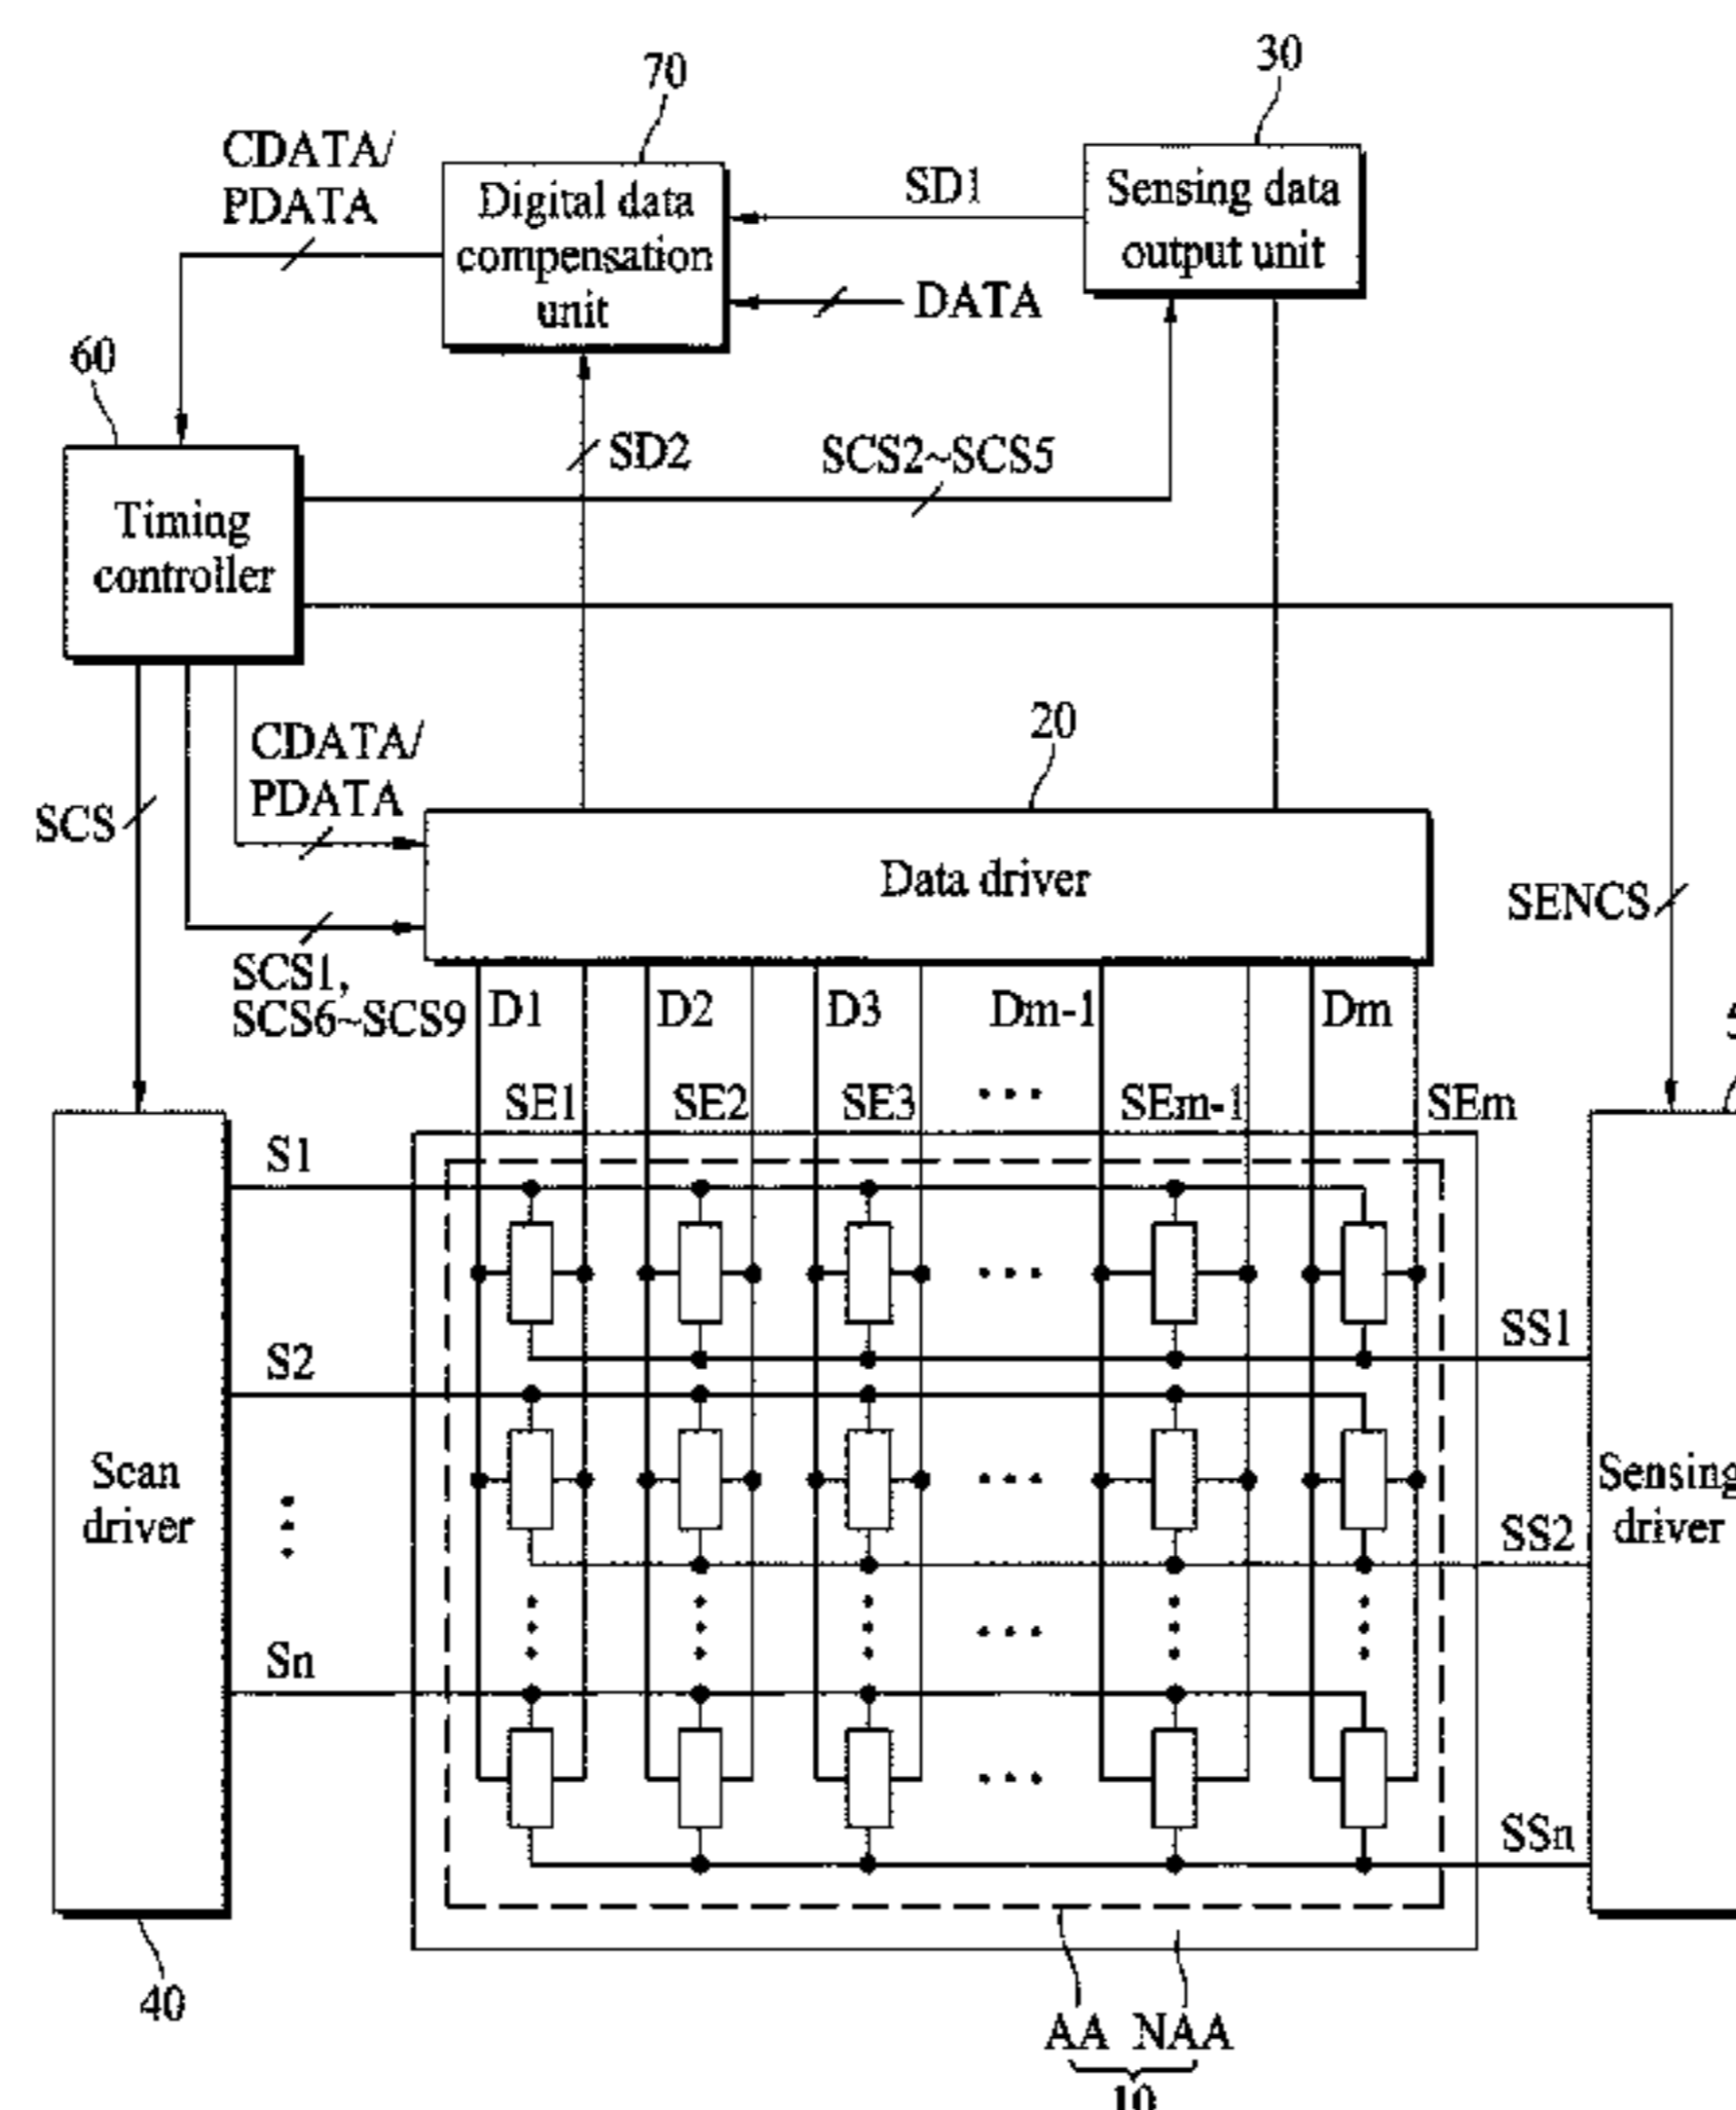 70
30
CDATA/
PDATA
Digital data
compensation
unit
SD1
Sensing data
output unit
DATA
60
SD2
SCS2~SCS5
Timing
controller
20
CDATA/
PDATA
SCS
Data driver
SENCS
SCS1,
SCS6~SCS9
D1 D2 D3 Dm-1 Dm
SE1 SE2 SE3 ... SEm-1 SEm
S1
SS1
S2
Scan
driver
Sensing
driver
SS2
Sn
SSn
40
AA NAA
10